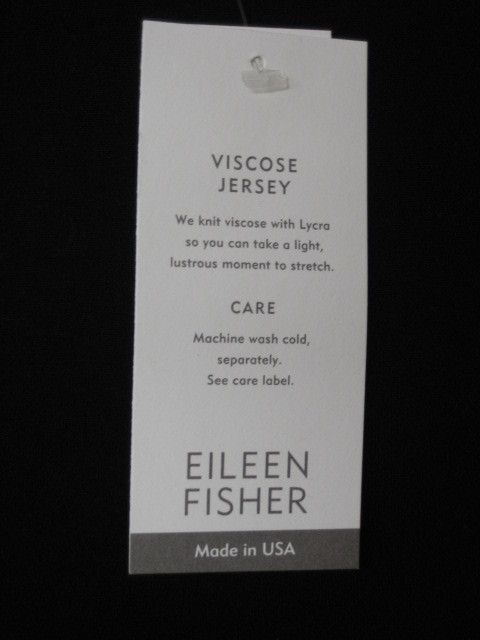 VISCOSE
JERSEY
We knit viscose with Lycra
so you can take a light,
lustrous moment to stretch.
CARE
Machine wash cold,
separately.
See care label.
EILEEN
FISHER
Made in USA